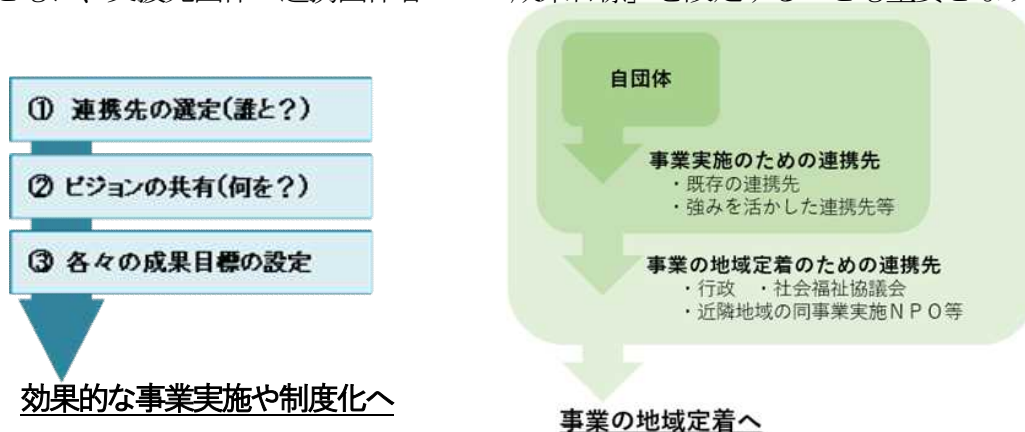 ① 連携先の選定(誰と？)
② ビジョンの共有(何を？)
③ 各々の成果目標の設定
効果的な事業実施や制度化へ
自団体
事業実施のための連携先
・既存の連携先
・強みを活かした連携先等
事業の地域定着のための連携先
・行政　・社会福祉協議会
・近隣地域の同事業実施ＮＰＯ等
事業の地域定着へ